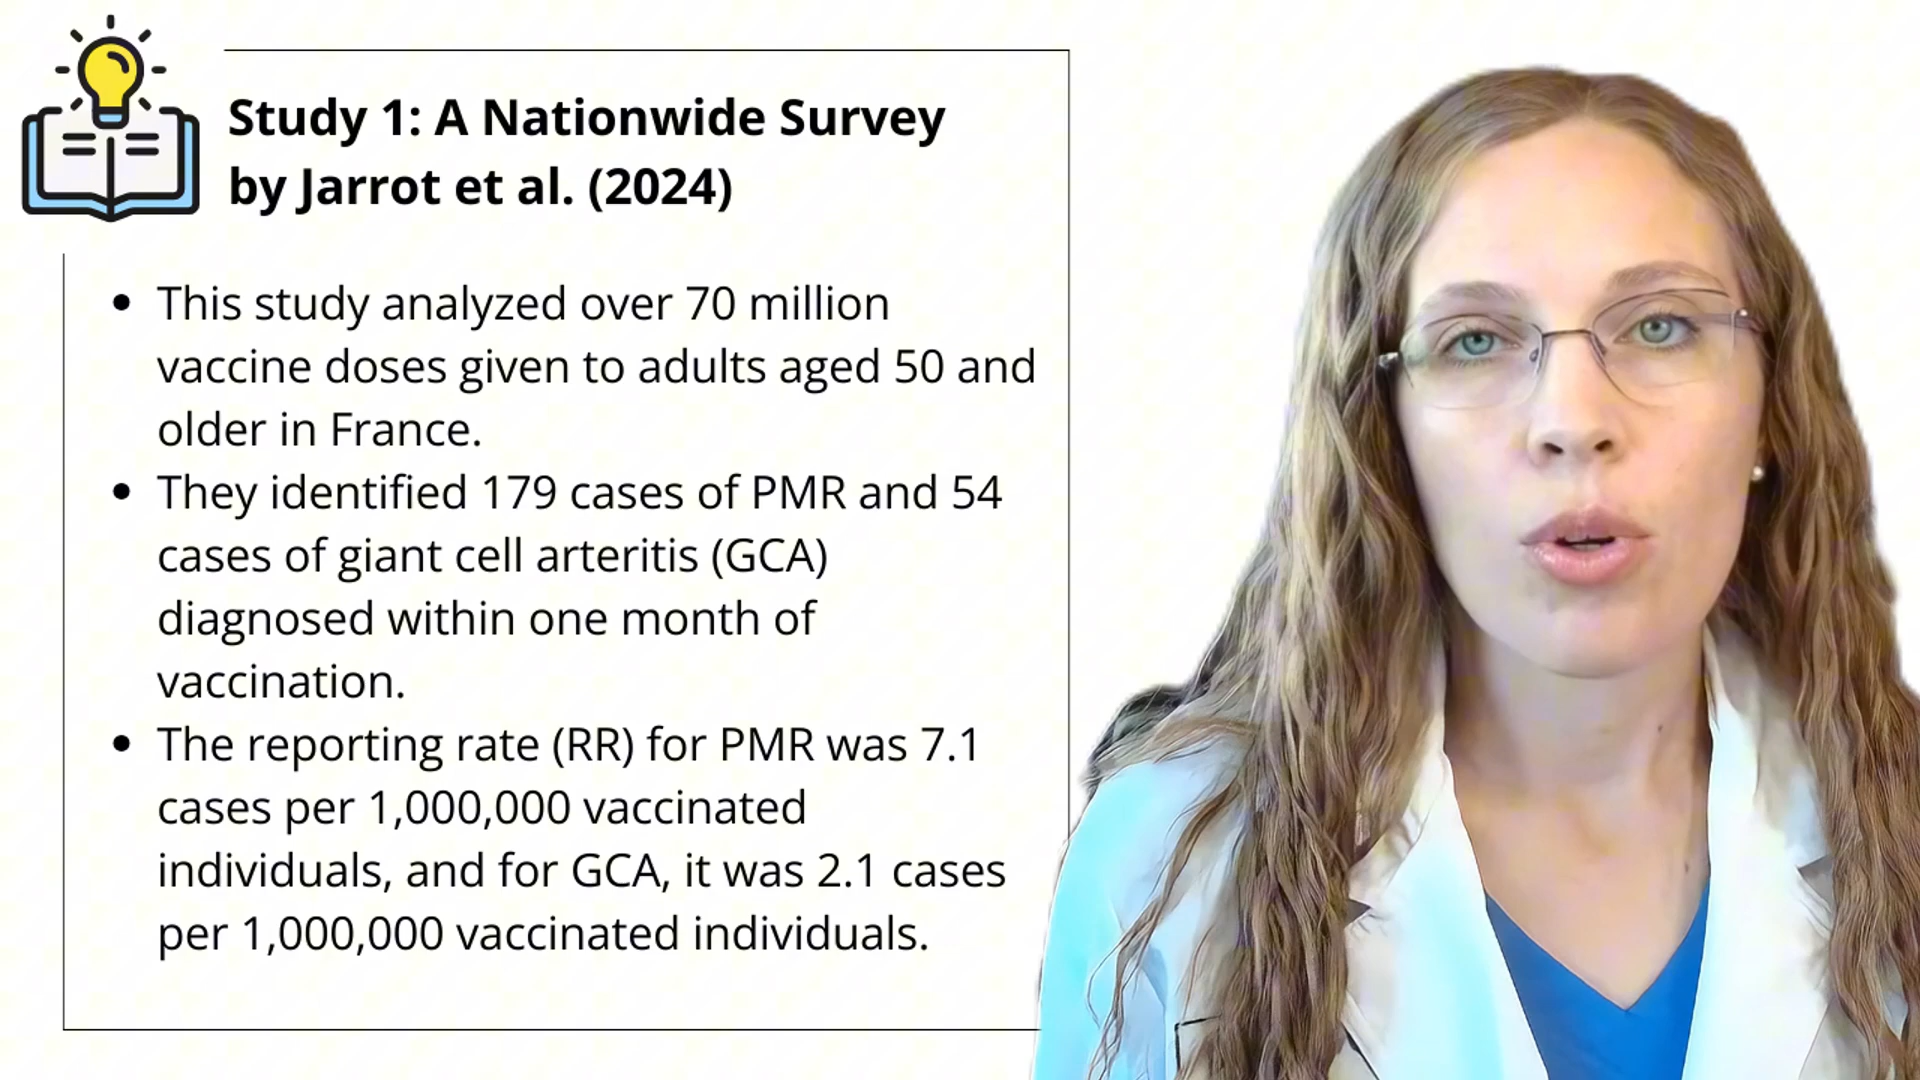 Study 1: A Nationwide Survey
by Jarrot et al. (2024)
• This study analyzed over 70 million
vaccine doses given to adults aged 50 and
older in France.
• They identified 179 cases of PMR and 54
cases of giant cell arteritis (GCA)
diagnosed within one month of
vaccination.
• The reporting rate (RR) for PMR was 7.1
cases per 1,000,000 vaccinated
individuals, and for GCA, it was 2.1 cases
per 1,000,000 vaccinated individuals.